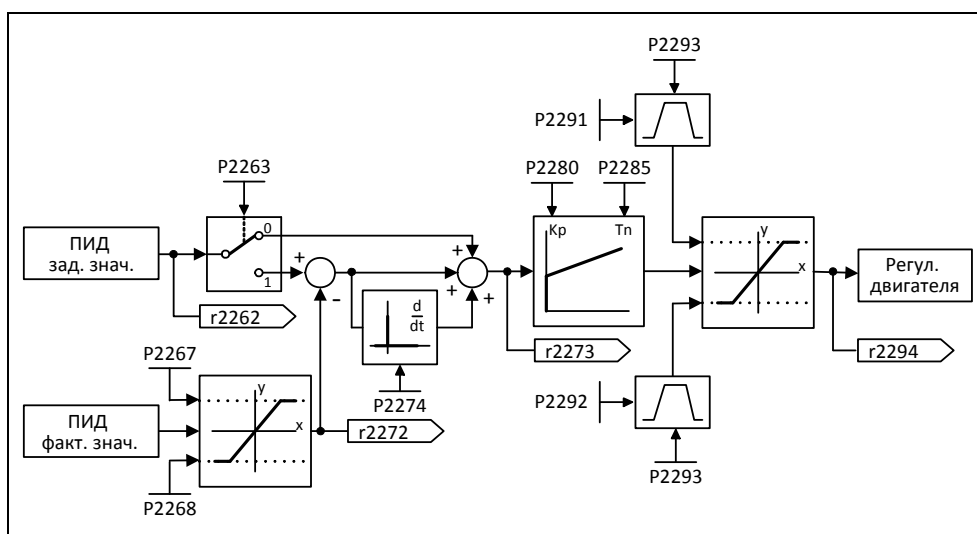 P2293
P2291
P2263
P2280
P2285
0
Kp
Tn
y
ПИД
зад. знач.
+
+
x
Регул.
двигателя
1
-
+
+
d
dt
r2262
r2273
r2294
P2267
y
P2274
P2292
ПИД
факт. знач.
x
r2272
P2293
P2268